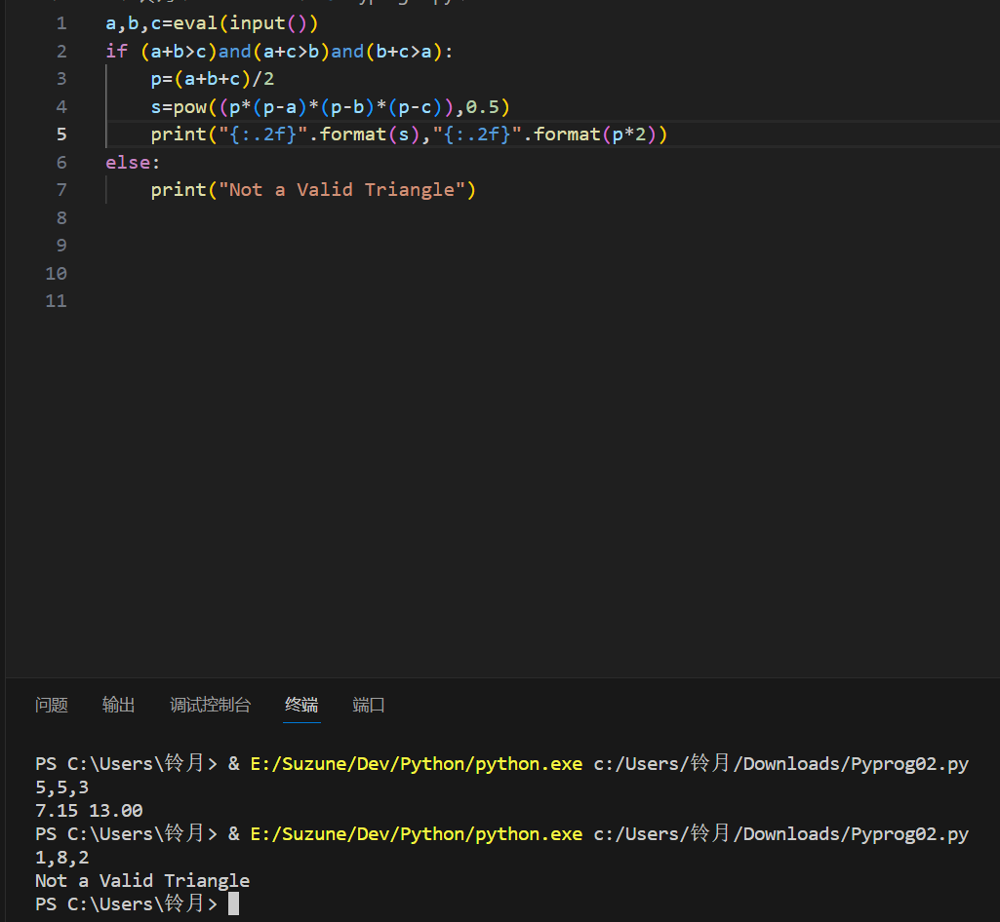 1 a,b,c=eval(input())
2 if (a+b>c)and(a+c>b)and(b+c>a):
3     p=(a+b+c)/2
4     s=pow((p*(p-a)*(p-b)*(p-c)),0.5)
5     print("{:.2f}".format(s),"{:.2f}".format(p*2))
6 else:
7     print("Not a Valid Triangle")
8
9
10
11
问题 输出 调试控制台 终端 端口
PS C:\Users\铃月> & E:/Suzune/Dev/Python/python.exe c:/Users/铃月/Downloads/Pyprog02.py
5,5,3
7.15 13.00
PS C:\Users\铃月> & E:/Suzune/Dev/Python/python.exe c:/Users/铃月/Downloads/Pyprog02.py
1,8,2
Not a Valid Triangle
PS C:\Users\铃月>